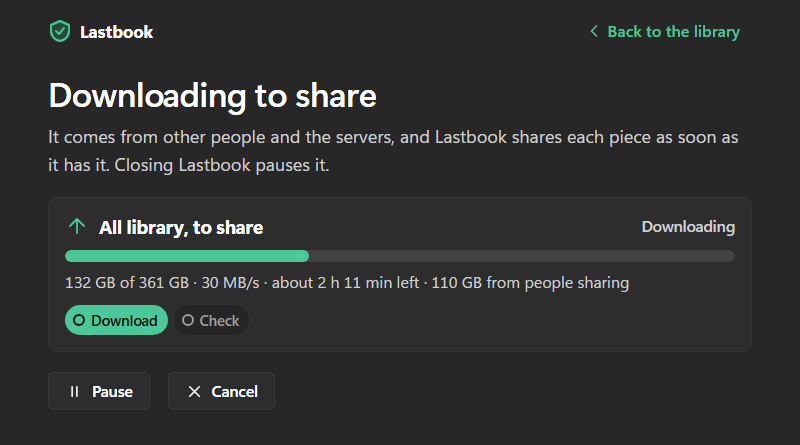 Lastbook
Back to the library
Downloading to share
It comes from other people and the servers, and Lastbook shares each piece as soon as
it has it. Closing Lastbook pauses it.
All library, to share
Downloading
132 GB of 361 GB · 30 MB/s · about 2 h 11 min left · 110 GB from people sharing
Download
Check
Pause
Cancel